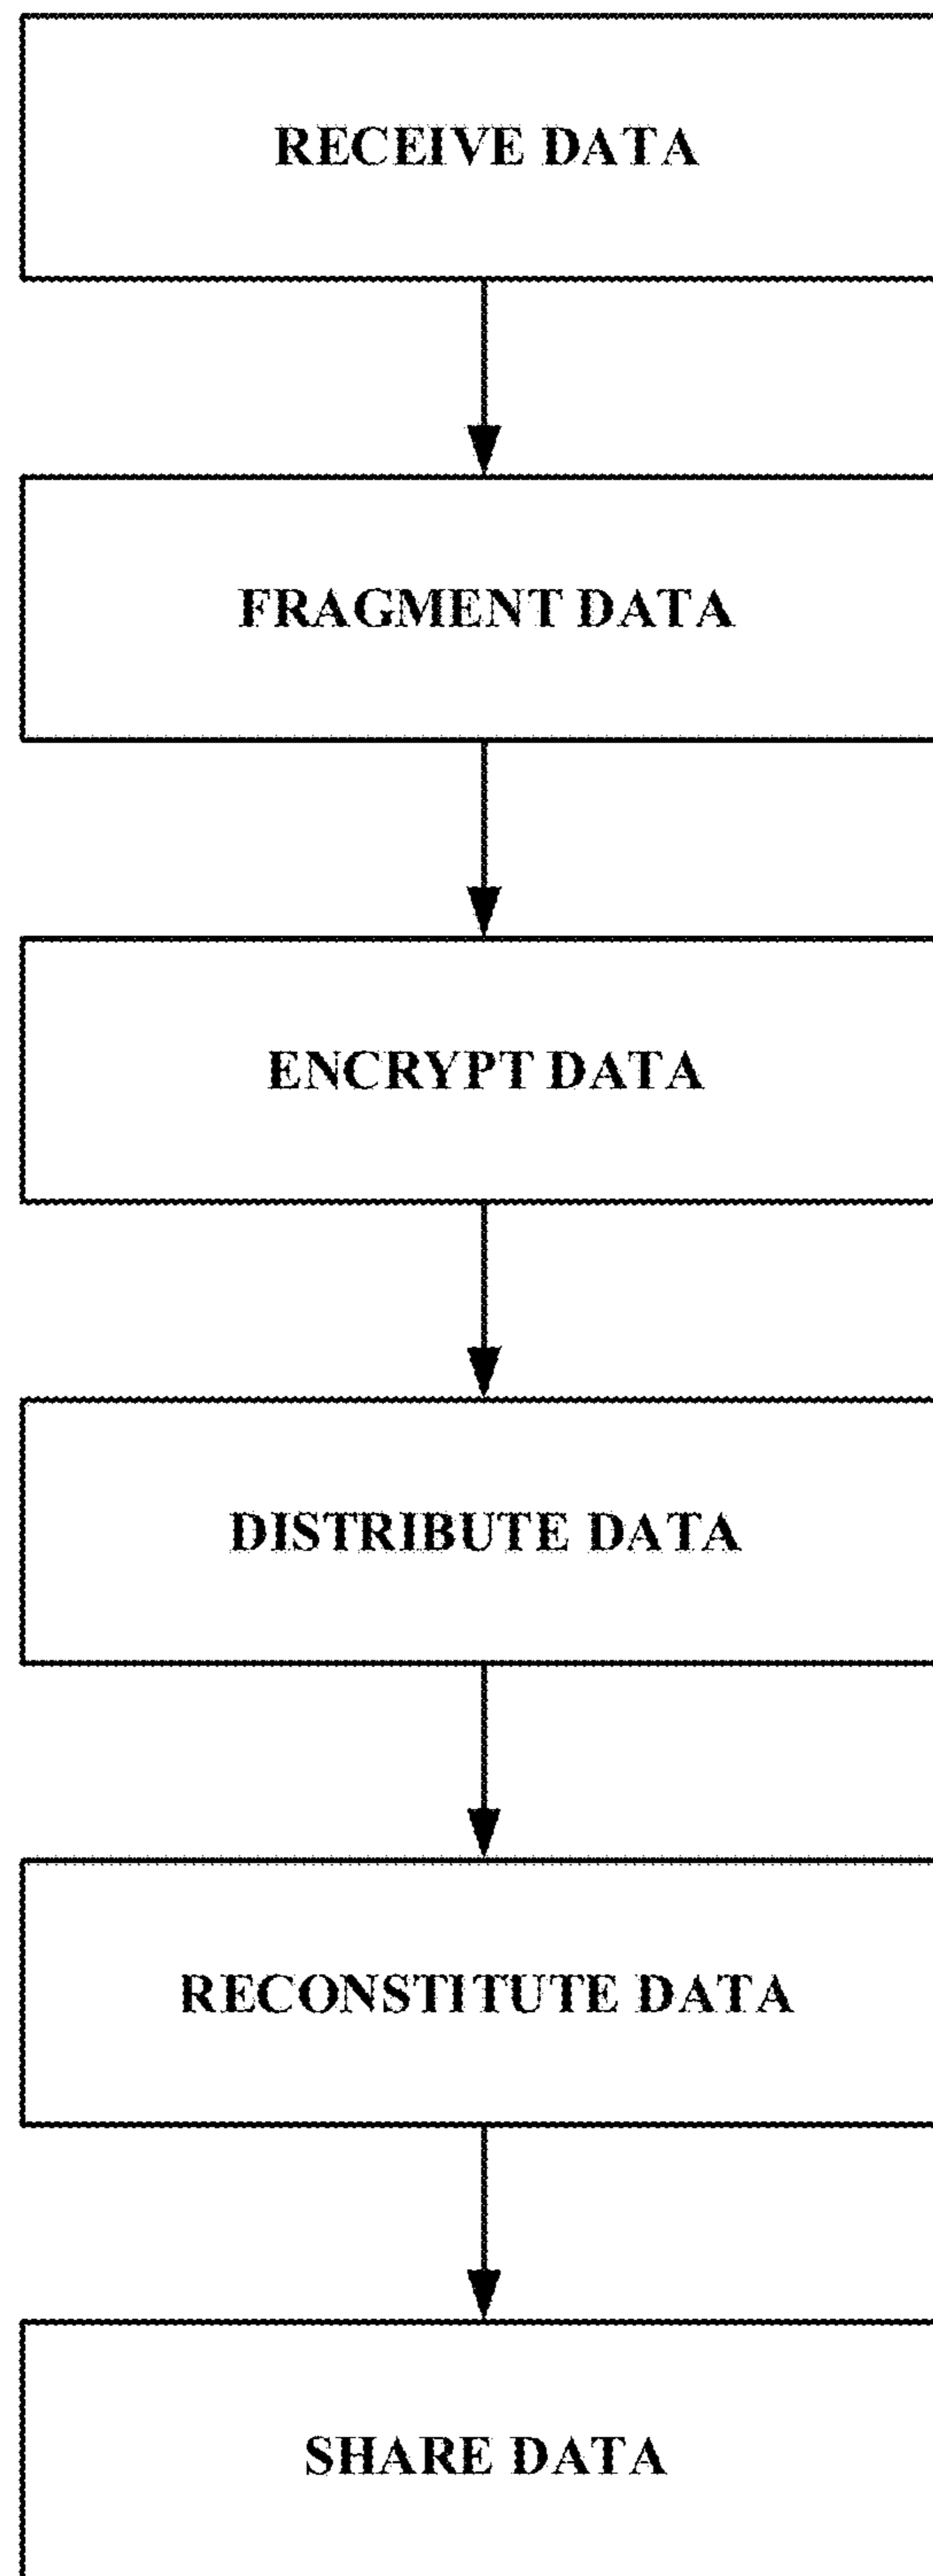 RECEIVE DATA
FRAGMENT DATA
ENCRYPT DATA
DISTRIBUTE DATA
RECONSTITUTE DATA
SHARE DATA